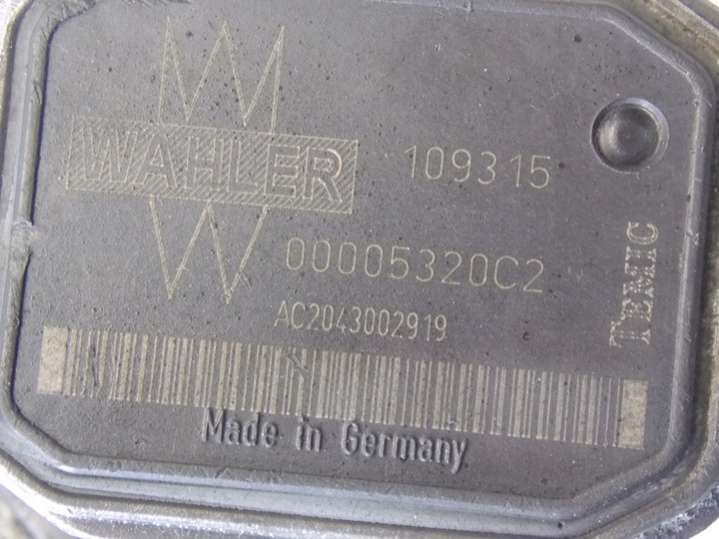 WAHLER 109315
00005320C2
AC2043002919
TEMIC
Made in Germany